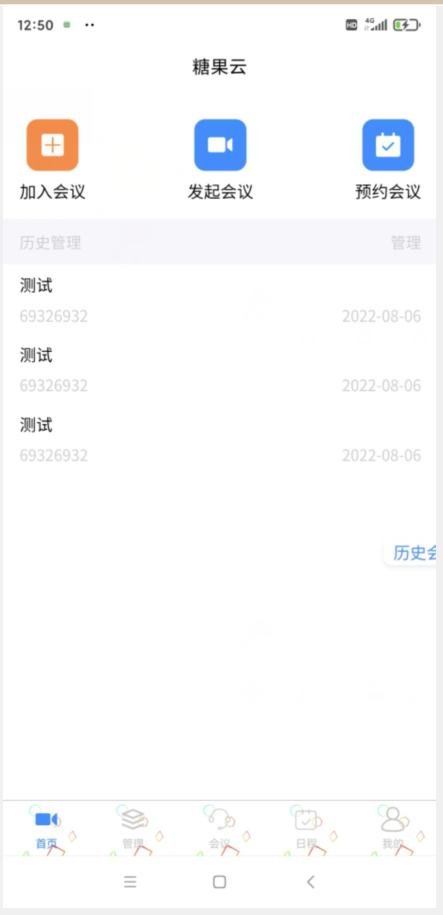 12:50
HD 4G
糖果云
加入会议 发起会议 预约会议
历史管理 管理
测试
69326932 2022-08-06
测试
69326932 2022-08-06
测试
69326932 2022-08-06
历史会
首页 管理 会议 日程 我的